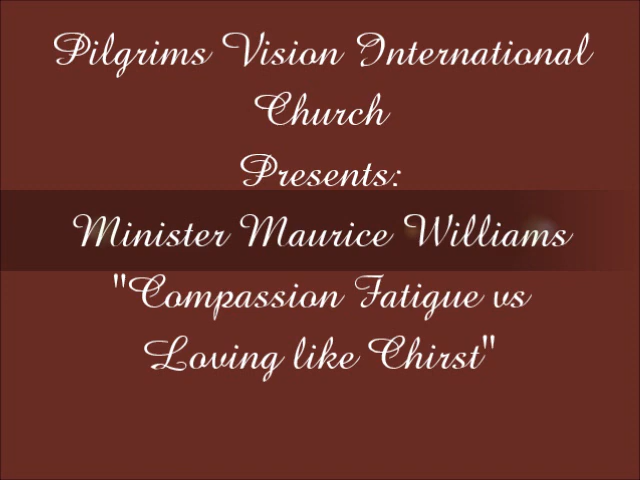 Pilgrims Vision International
Church
Presents:
Minister Maurice Williams
"Compassion Fatigue vs
Loving like Chirst"